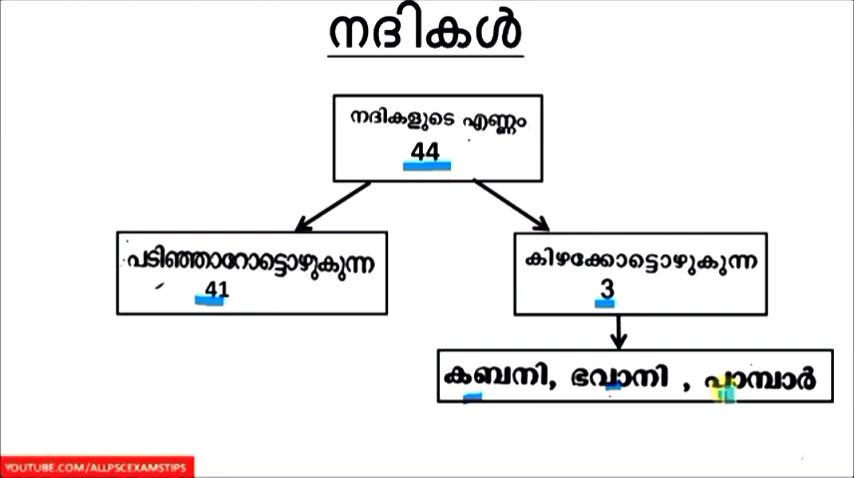 നദികൾ
നദികളുടെ എണ്ണം
44
പടിഞ്ഞാറോട്ടൊഴുകുന്ന
41
കിഴക്കോട്ടൊഴുകുന്ന
3
കബനി, ഭവാനി , പാമ്പാർ
YOUTUBE.COM/ALLPSCEXAMSTIPS